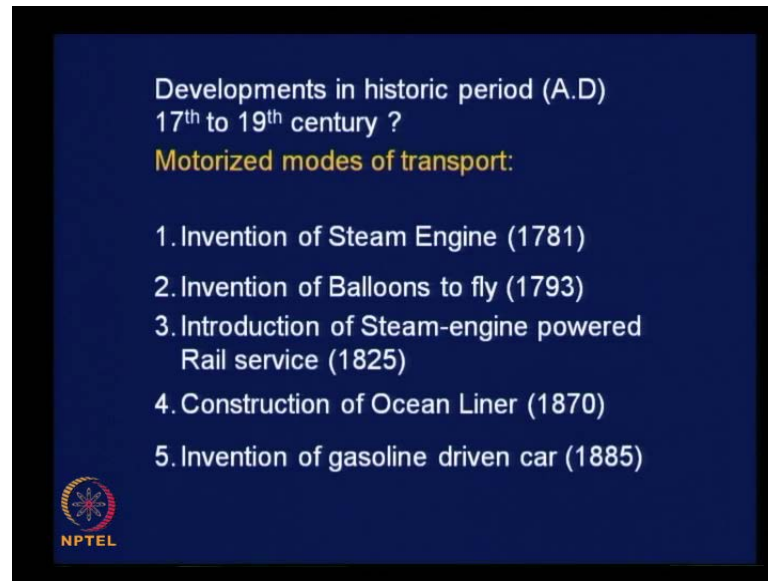 Developments in historic period (A.D)
17th to 19th century ?
Motorized modes of transport:
1. Invention of Steam Engine (1781)
2. Invention of Balloons to fly (1793)
3. Introduction of Steam-engine powered
Rail service (1825)
4. Construction of Ocean Liner (1870)
5. Invention of gasoline driven car (1885)
NPTEL